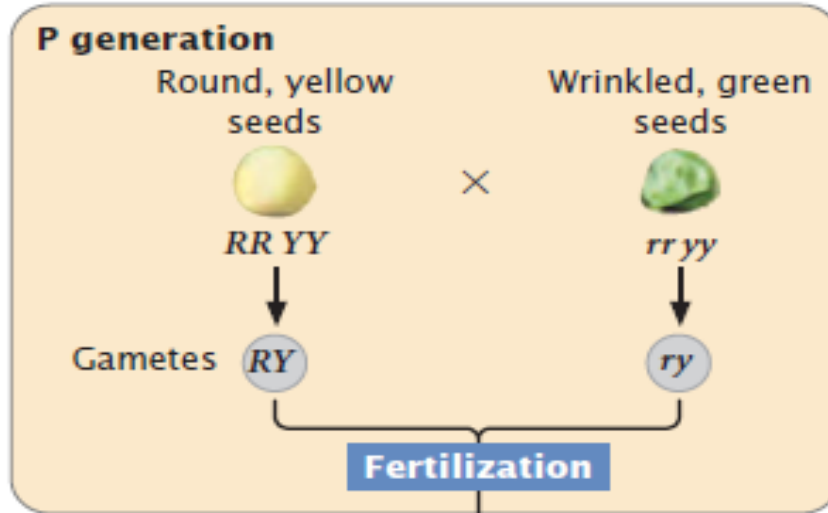 P generation
Round, yellow
seeds
Wrinkled, green
seeds
×
RR YY
rr yy
Gametes
RY
ry
Fertilization